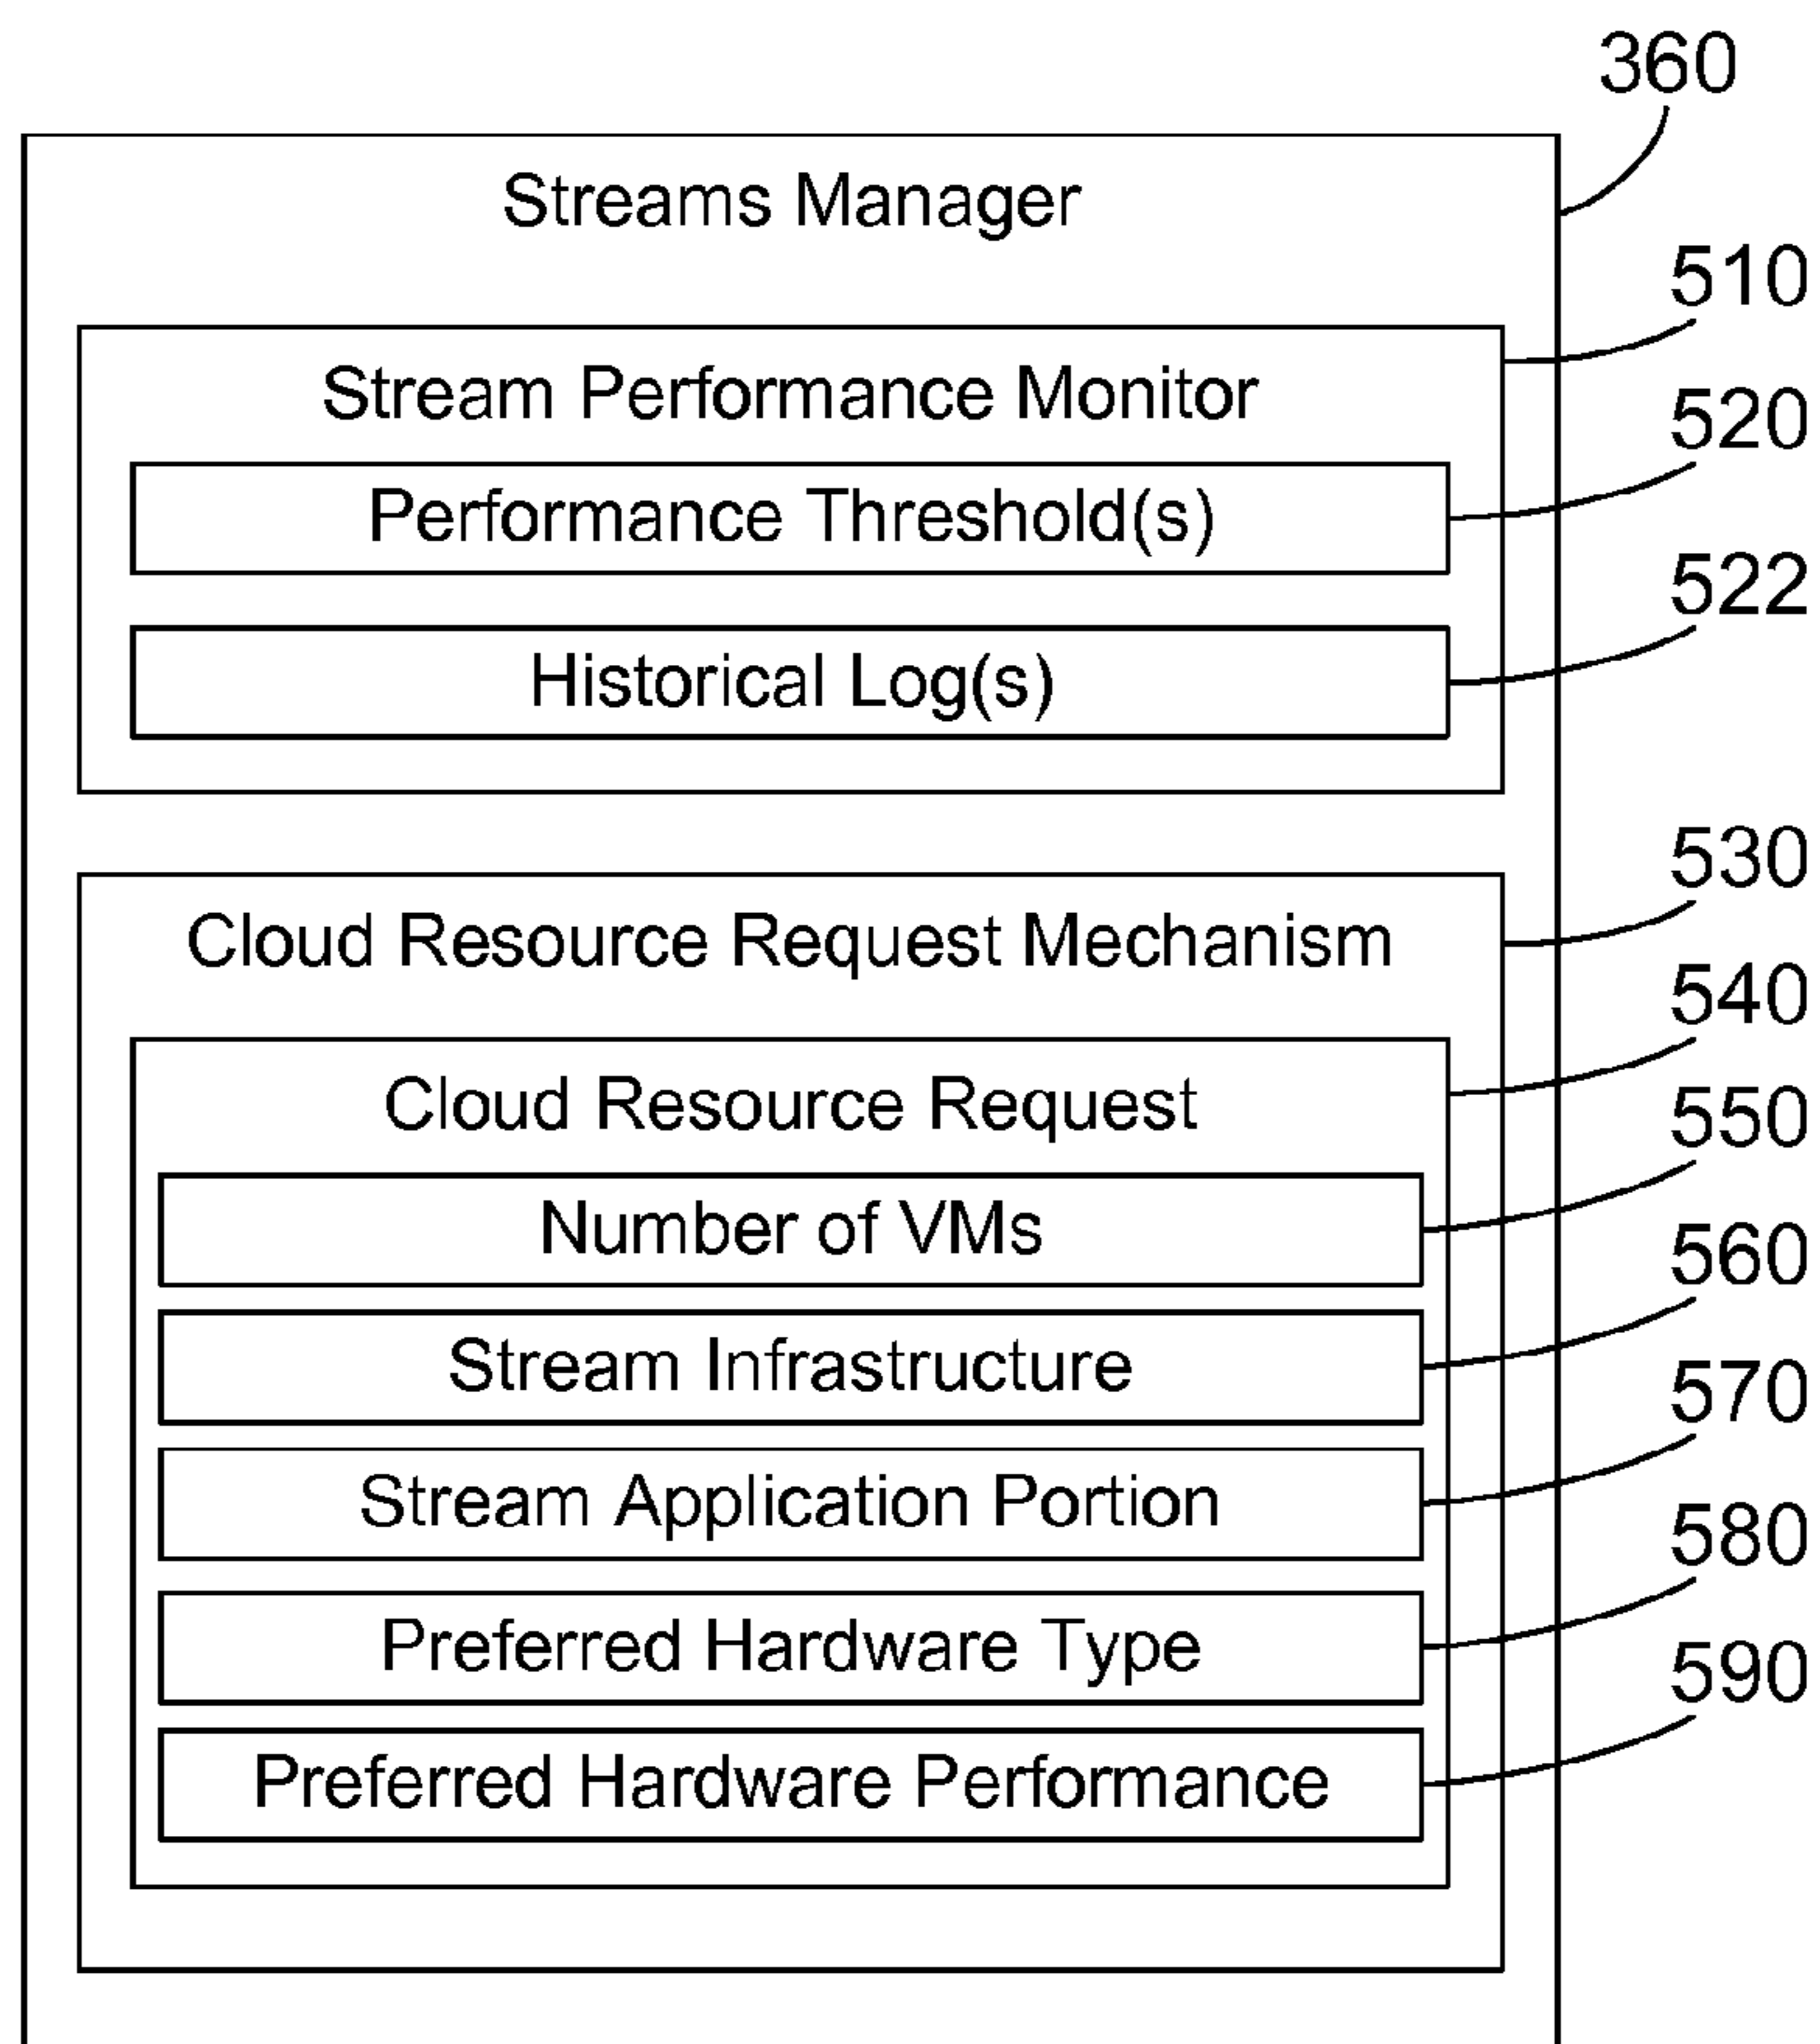 360
Streams Manager
510
Stream Performance Monitor
520
Performance Threshold(s)
522
Historical Log(s)
530
Cloud Resource Request Mechanism
540
Cloud Resource Request
550
Number of VMs
560
Stream Infrastructure
570
Stream Application Portion
580
Preferred Hardware Type
590
Preferred Hardware Performance